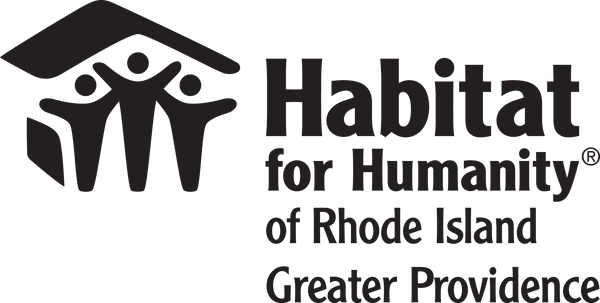 Habitat
for Humanity®
of Rhode Island
Greater Providence